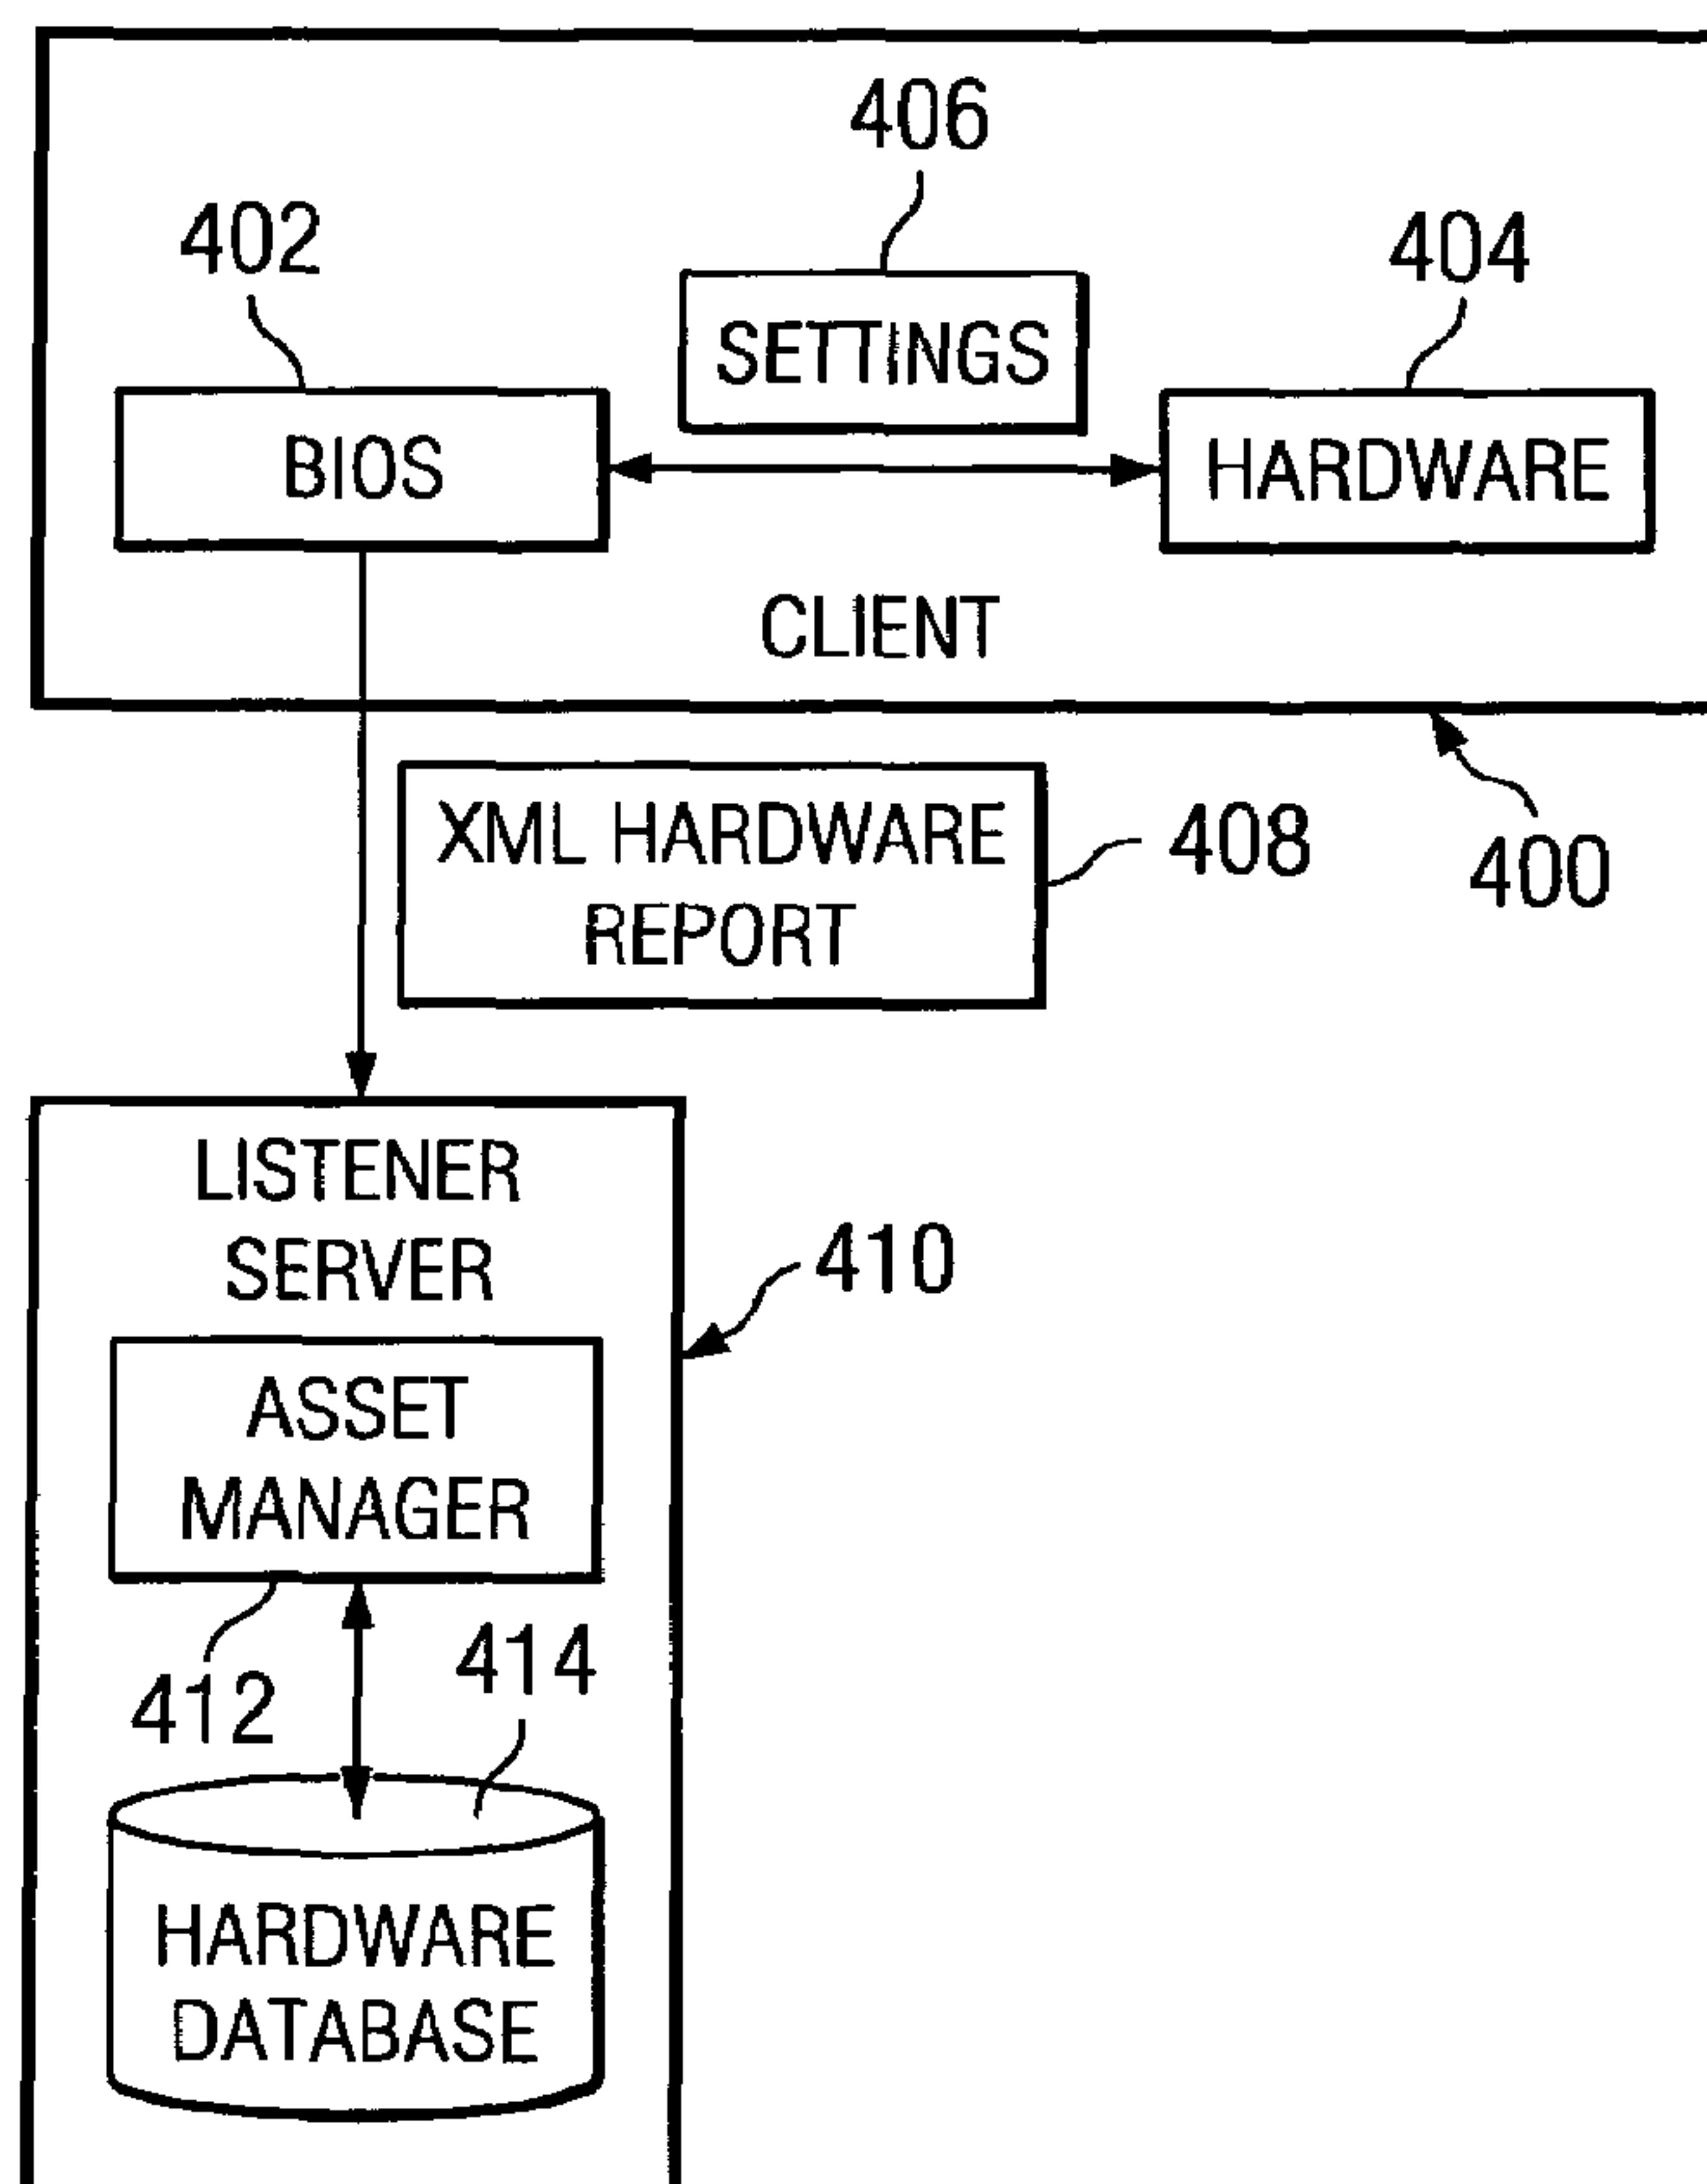 406
402
404
SETTINGS
BIOS
HARDWARE
CLIENT
XML HARDWARE
REPORT
408
400
LISTENER
SERVER
410
ASSET
MANAGER
412
414
HARDWARE
DATABASE